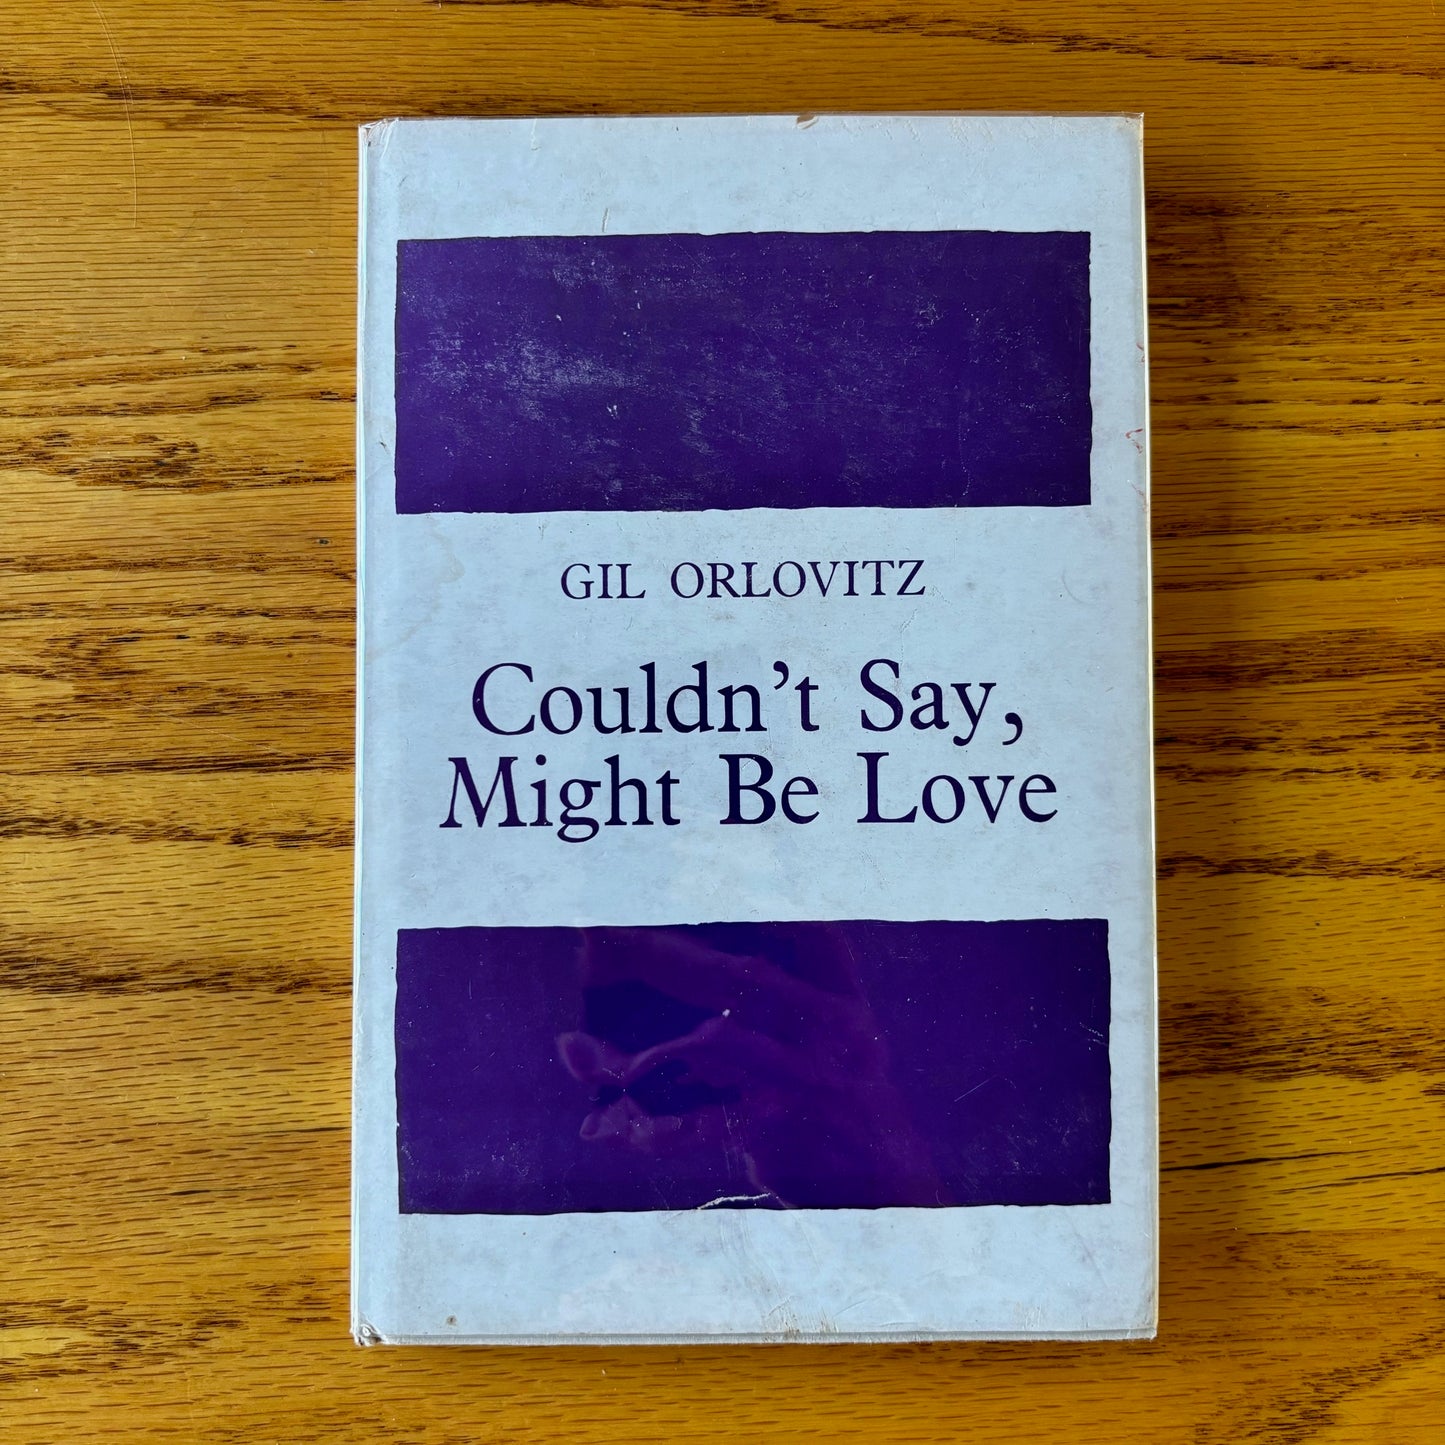 GIL ORLOVITZ
Couldn’t Say,
Might Be Love